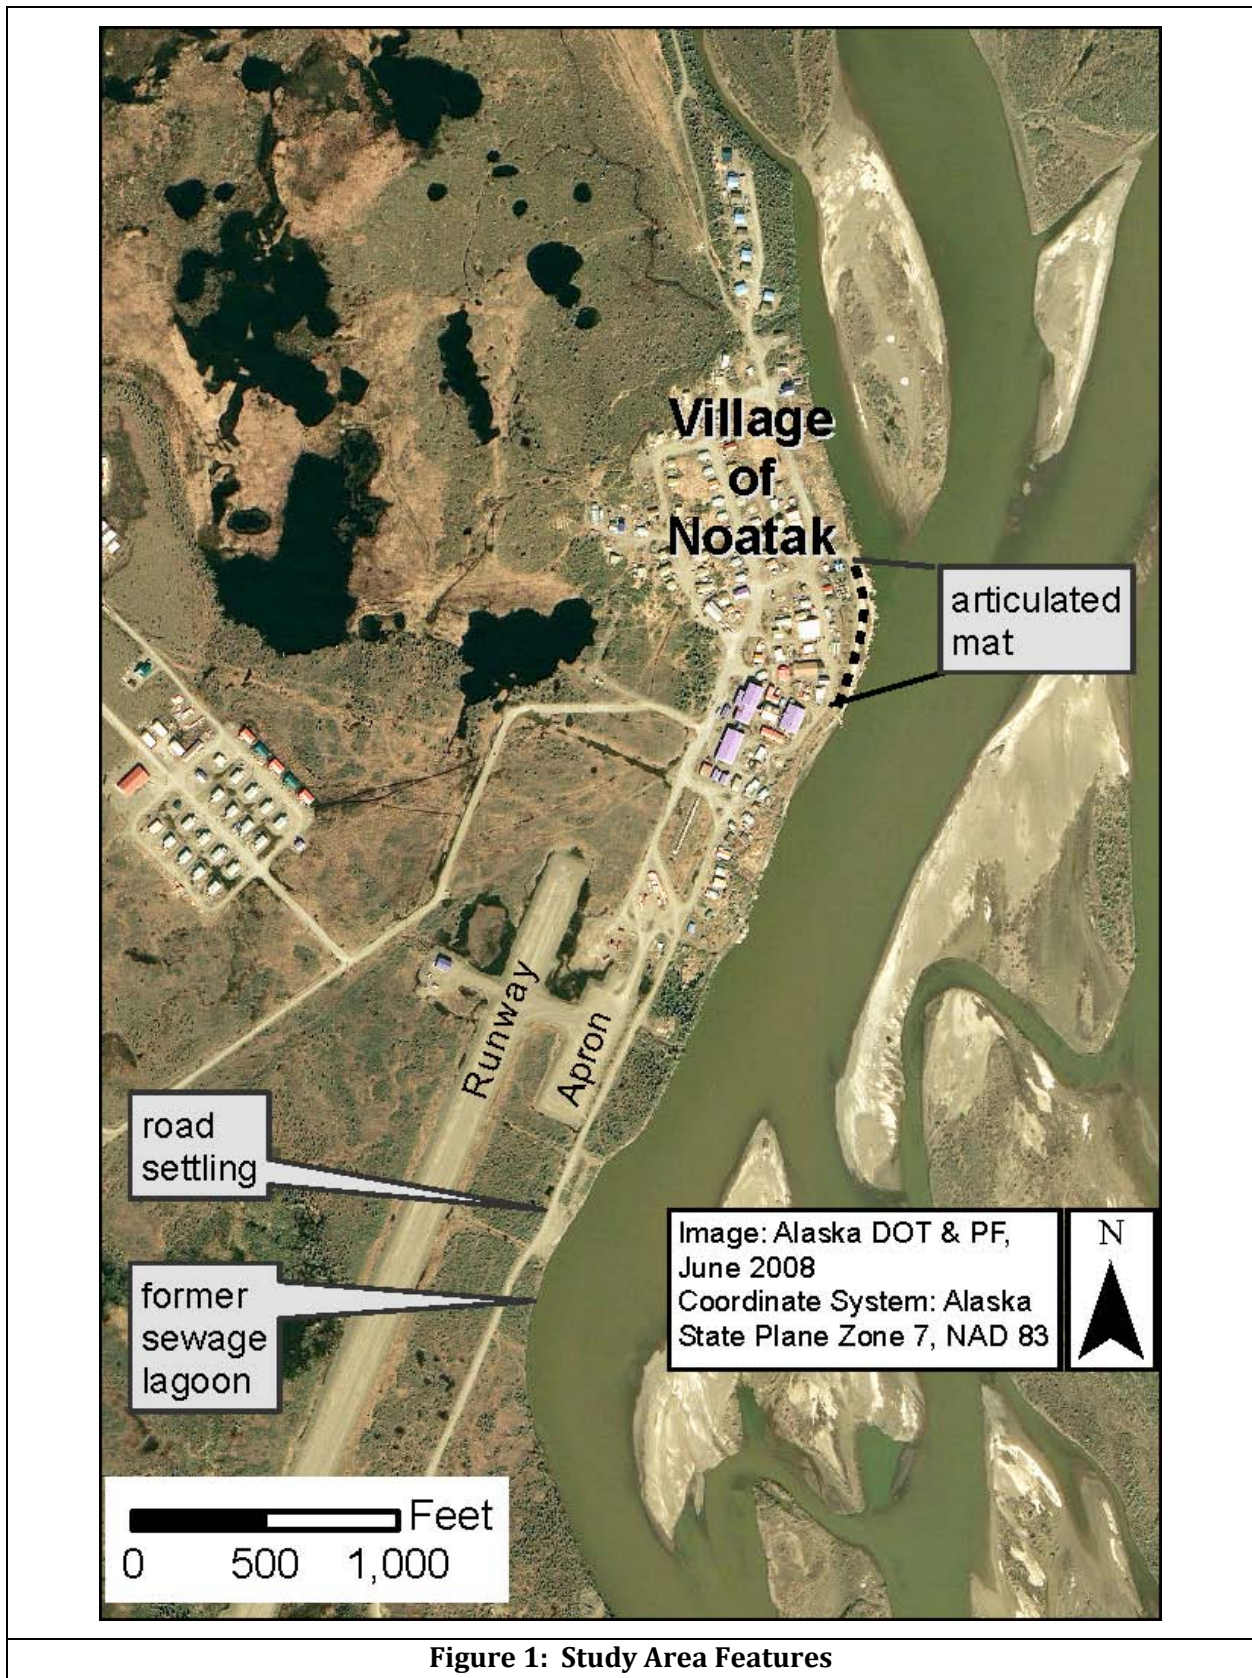 Village
of
Noatak
articulated
mat
Runway
Apron
road
settling
former
sewage
lagoon
Image: Alaska DOT & PF,
June 2008
Coordinate System: Alaska
State Plane Zone 7, NAD 83
N
Feet
0 500 1,000
Figure 1: Study Area Features